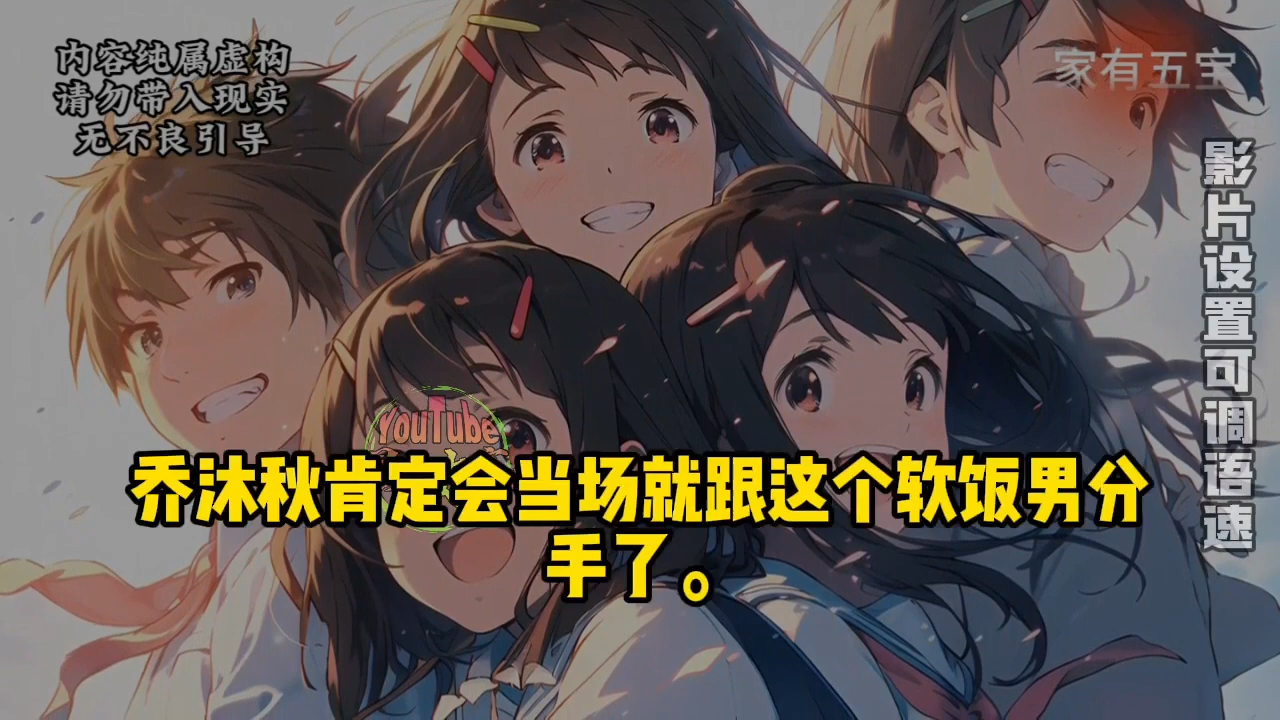 内容纯属虚构
请勿带入现实
无不良引导
家有五宝
影片设置可调语速
YouTube
乔沐秋肯定会当场就跟这个软饭男分
手了。